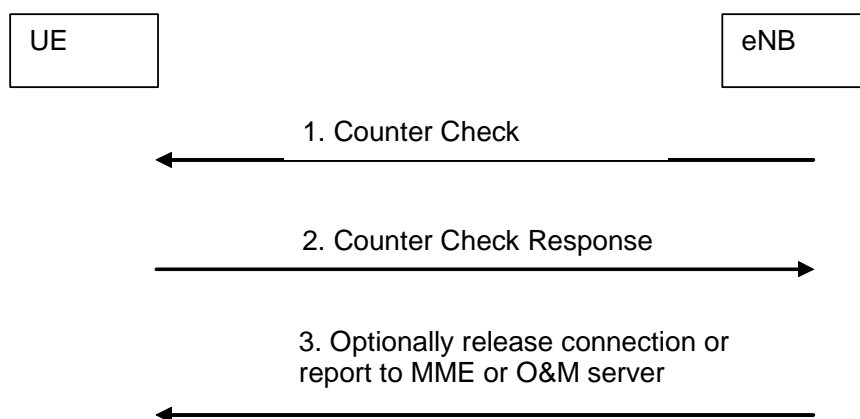 UE
eNB
1. Counter Check
2. Counter Check Response
3. Optionally release connection or
report to MME or O&M server